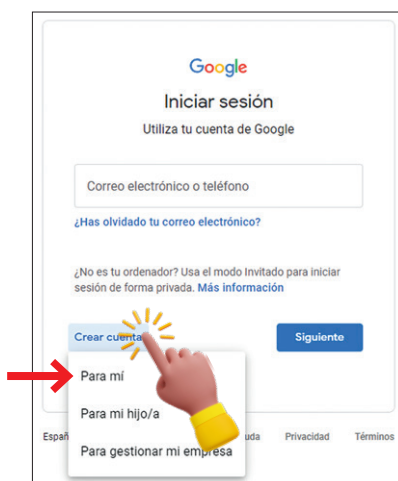 Google
Iniciar sesión
Utiliza tu cuenta de Google
Correo electrónico o teléfono
¿Has olvidado tu correo electrónico?
¿No es tu ordenador? Usa el modo Invitado para iniciar
sesión de forma privada. Más información
Crear cuenta
Siguiente
Para mí
Para mi hijo/a
Privacidad Términos
Para gestionar mi empresa